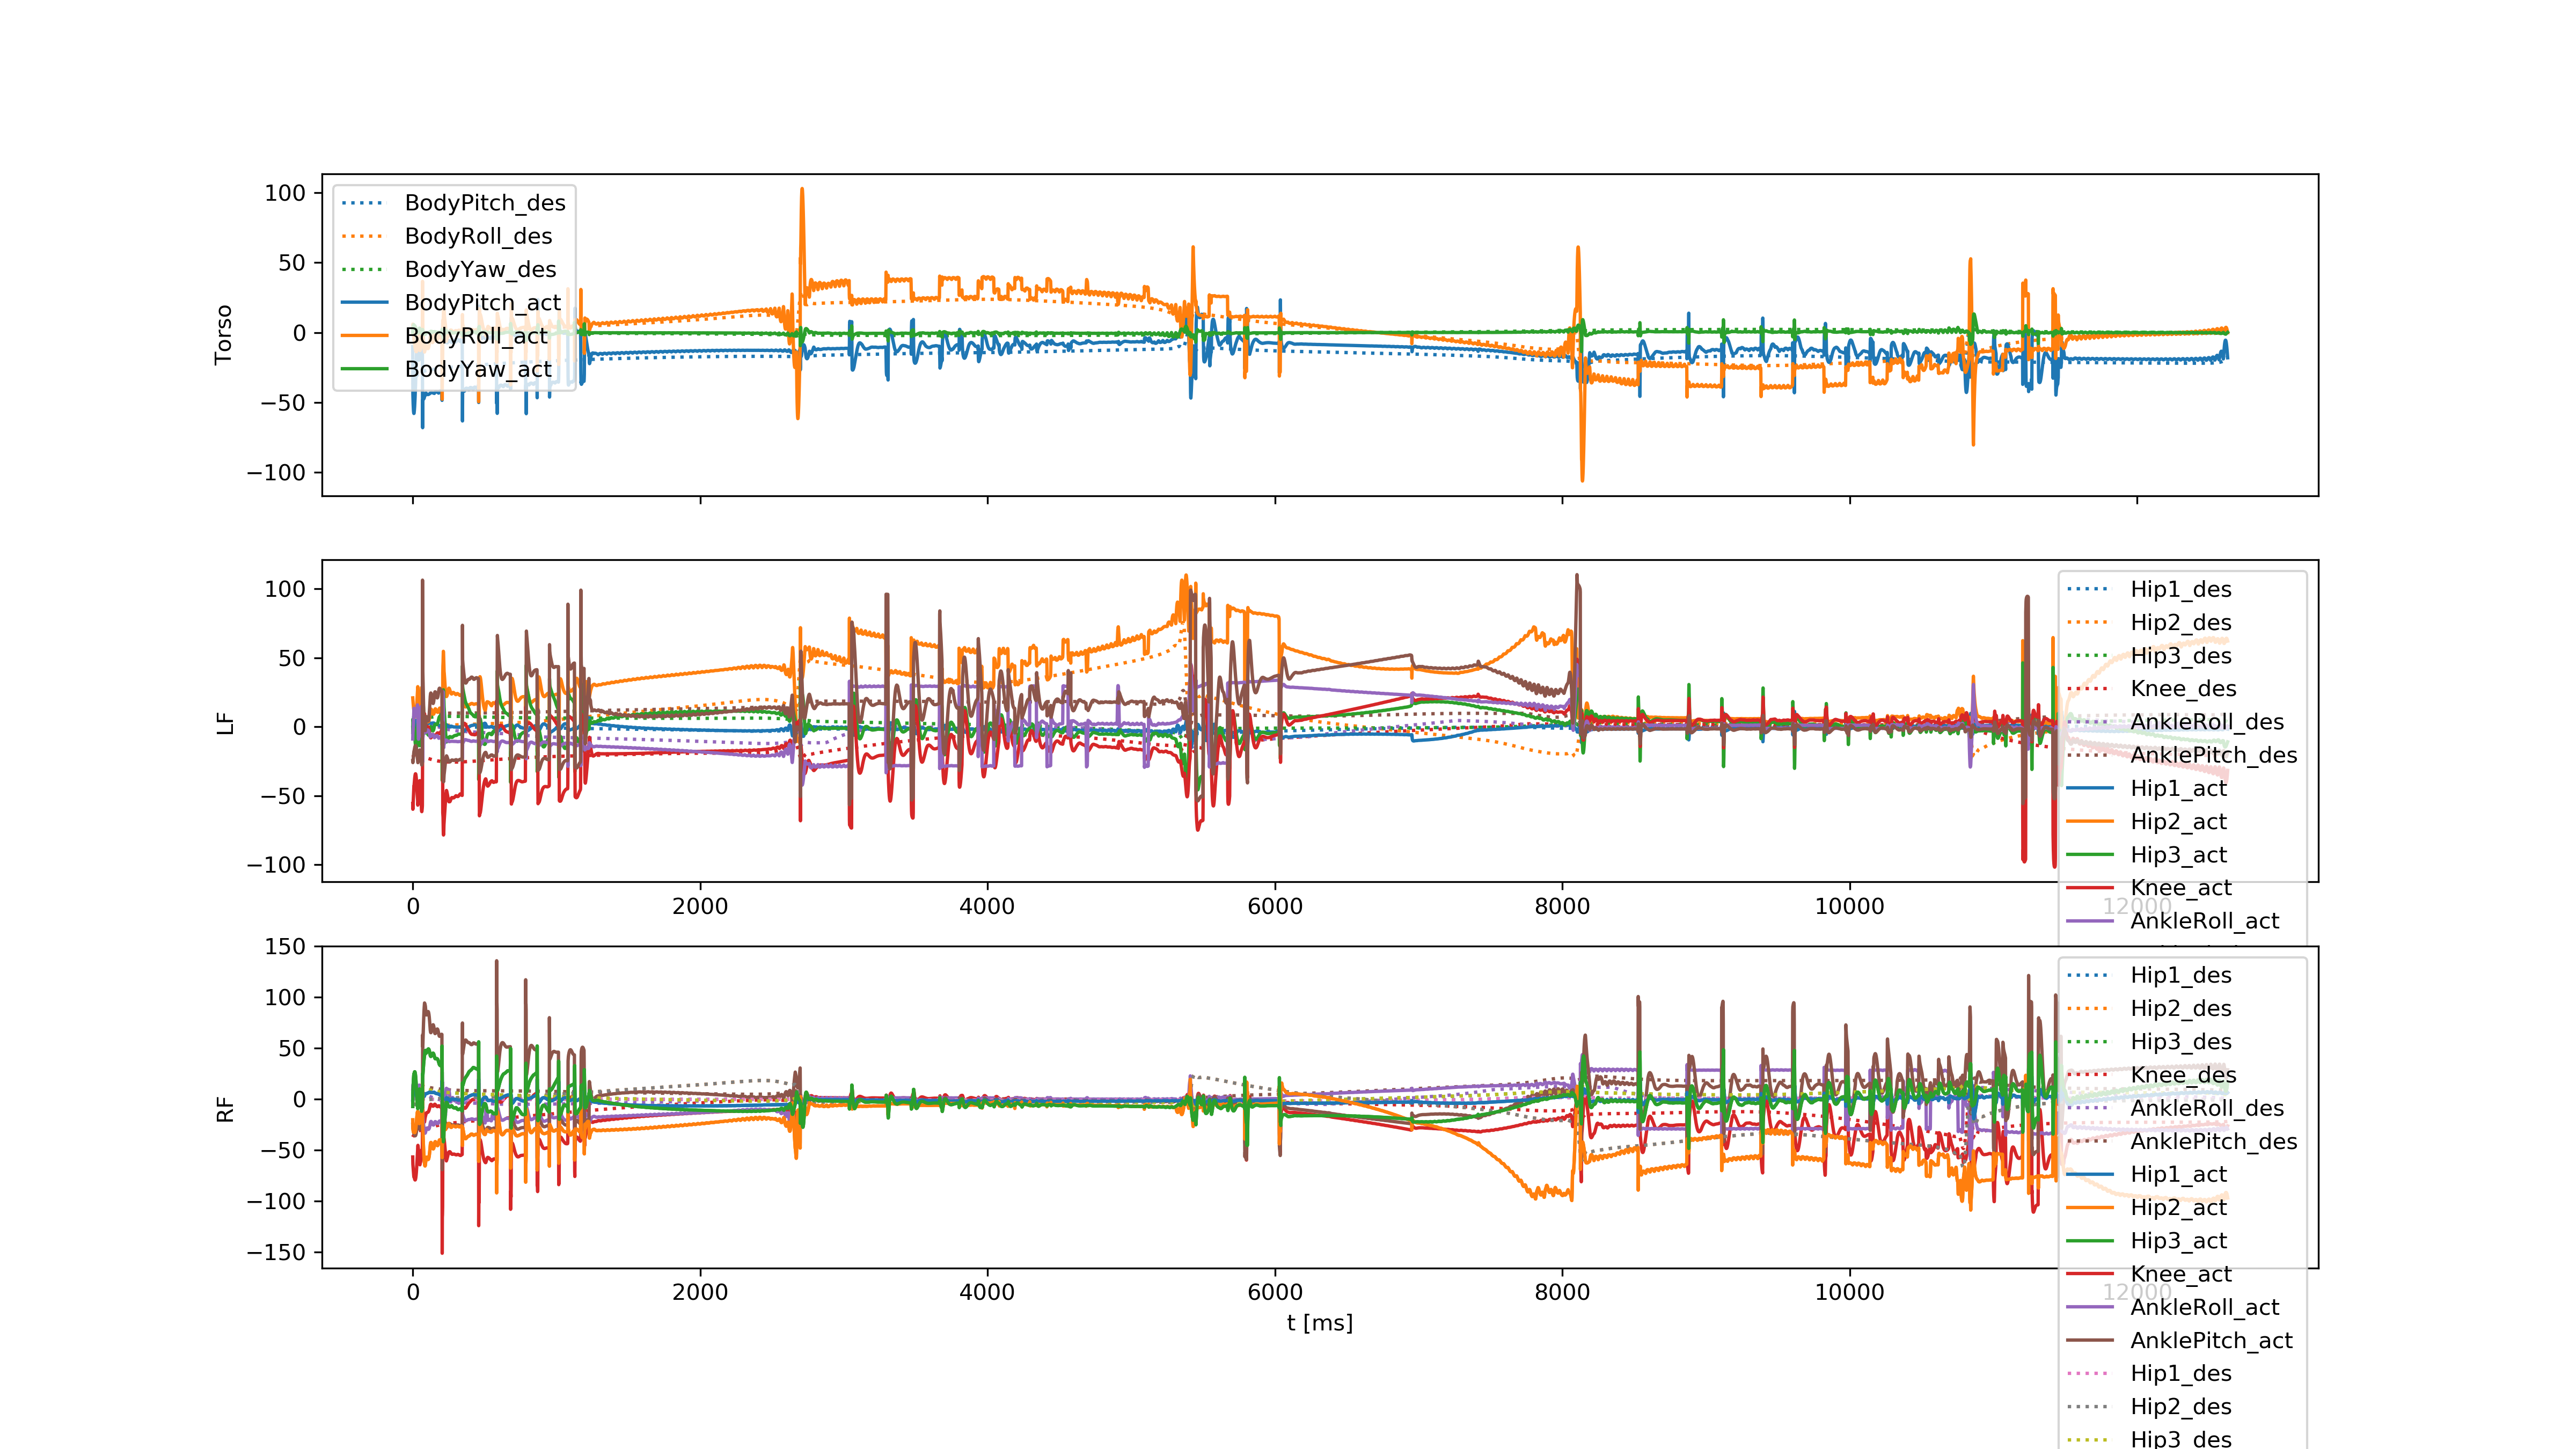 100
50
0
−50
−100
Torso
BodyPitch_des
BodyRoll_des
BodyYaw_des
BodyPitch_act
BodyRoll_act
BodyYaw_act
100
50
0
−50
−100
LF
Hip1_des
Hip2_des
Hip3_des
Knee_des
AnkleRoll_des
AnklePitch_des
Hip1_act
Hip2_act
Hip3_act
Knee_act
AnkleRoll_act
0 2000 4000 6000 8000 10000 12000
150
100
50
0
−50
−100
−150
RF
Hip1_des
Hip2_des
Hip3_des
Knee_des
AnkleRoll_des
AnklePitch_des
Hip1_act
Hip2_act
Hip3_act
Knee_act
AnkleRoll_act
AnklePitch_act
Hip1_des
Hip2_des
Hip3_des
0 2000 4000 6000 8000 10000 12000
t [ms]